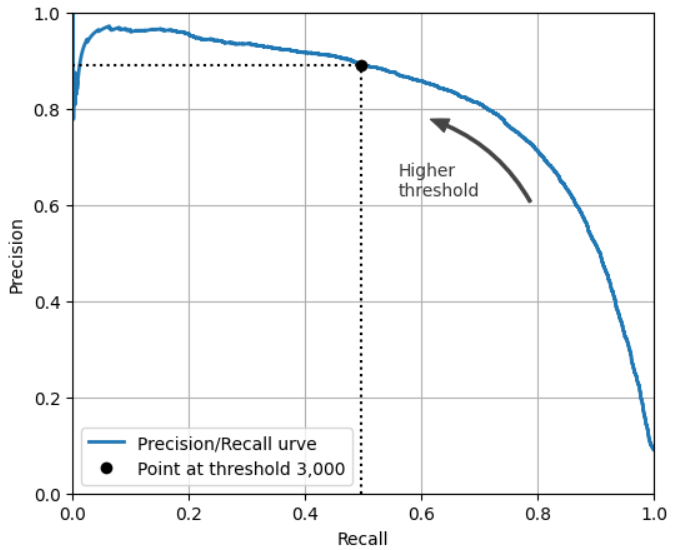 1.0
0.8
0.6
0.4
0.2
0.0
Precision
Higher
threshold
Precision/Recall urve
Point at threshold 3,000
0.0 0.2 0.4 0.6 0.8 1.0
Recall